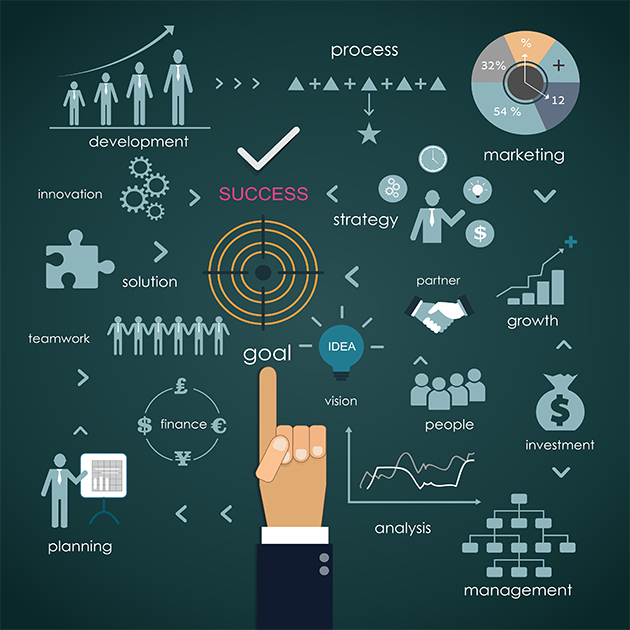 process
development
%
32%
+
12
54 %
marketing
innovation
SUCCESS
strategy
$
solution
partner
growth
teamwork
goal
IDEA
vision
£
$
finance
€
¥
people
$
investment
planning
analysis
management